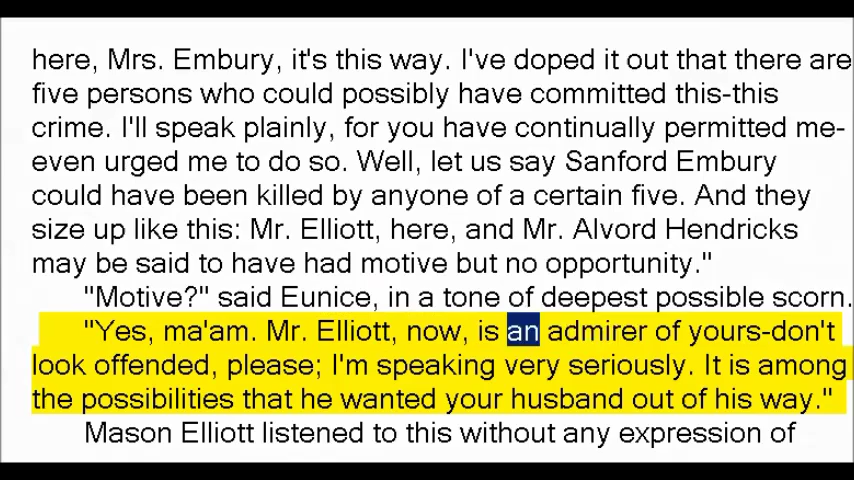 here, Mrs. Embury, it's this way. I've doped it out that there are
five persons who could possibly have committed this-this
crime. I'll speak plainly, for you have continually permitted me-
even urged me to do so. Well, let us say Sanford Embury
could have been killed by anyone of a certain five. And they
size up like this: Mr. Elliott, here, and Mr. Alvord Hendricks
may be said to have had motive but no opportunity."
"Motive?" said Eunice, in a tone of deepest possible scorn.
"Yes, ma'am. Mr. Elliott, now, is an admirer of yours-don't
look offended, please; I'm speaking very seriously. It is among
the possibilities that he wanted your husband out of his way."
Mason Elliott listened to this without any expression of